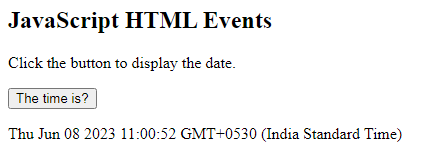 JavaScript HTML Events
Click the button to display the date.
The time is?
Thu Jun 08 2023 11:00:52 GMT+0530 (India Standard Time)